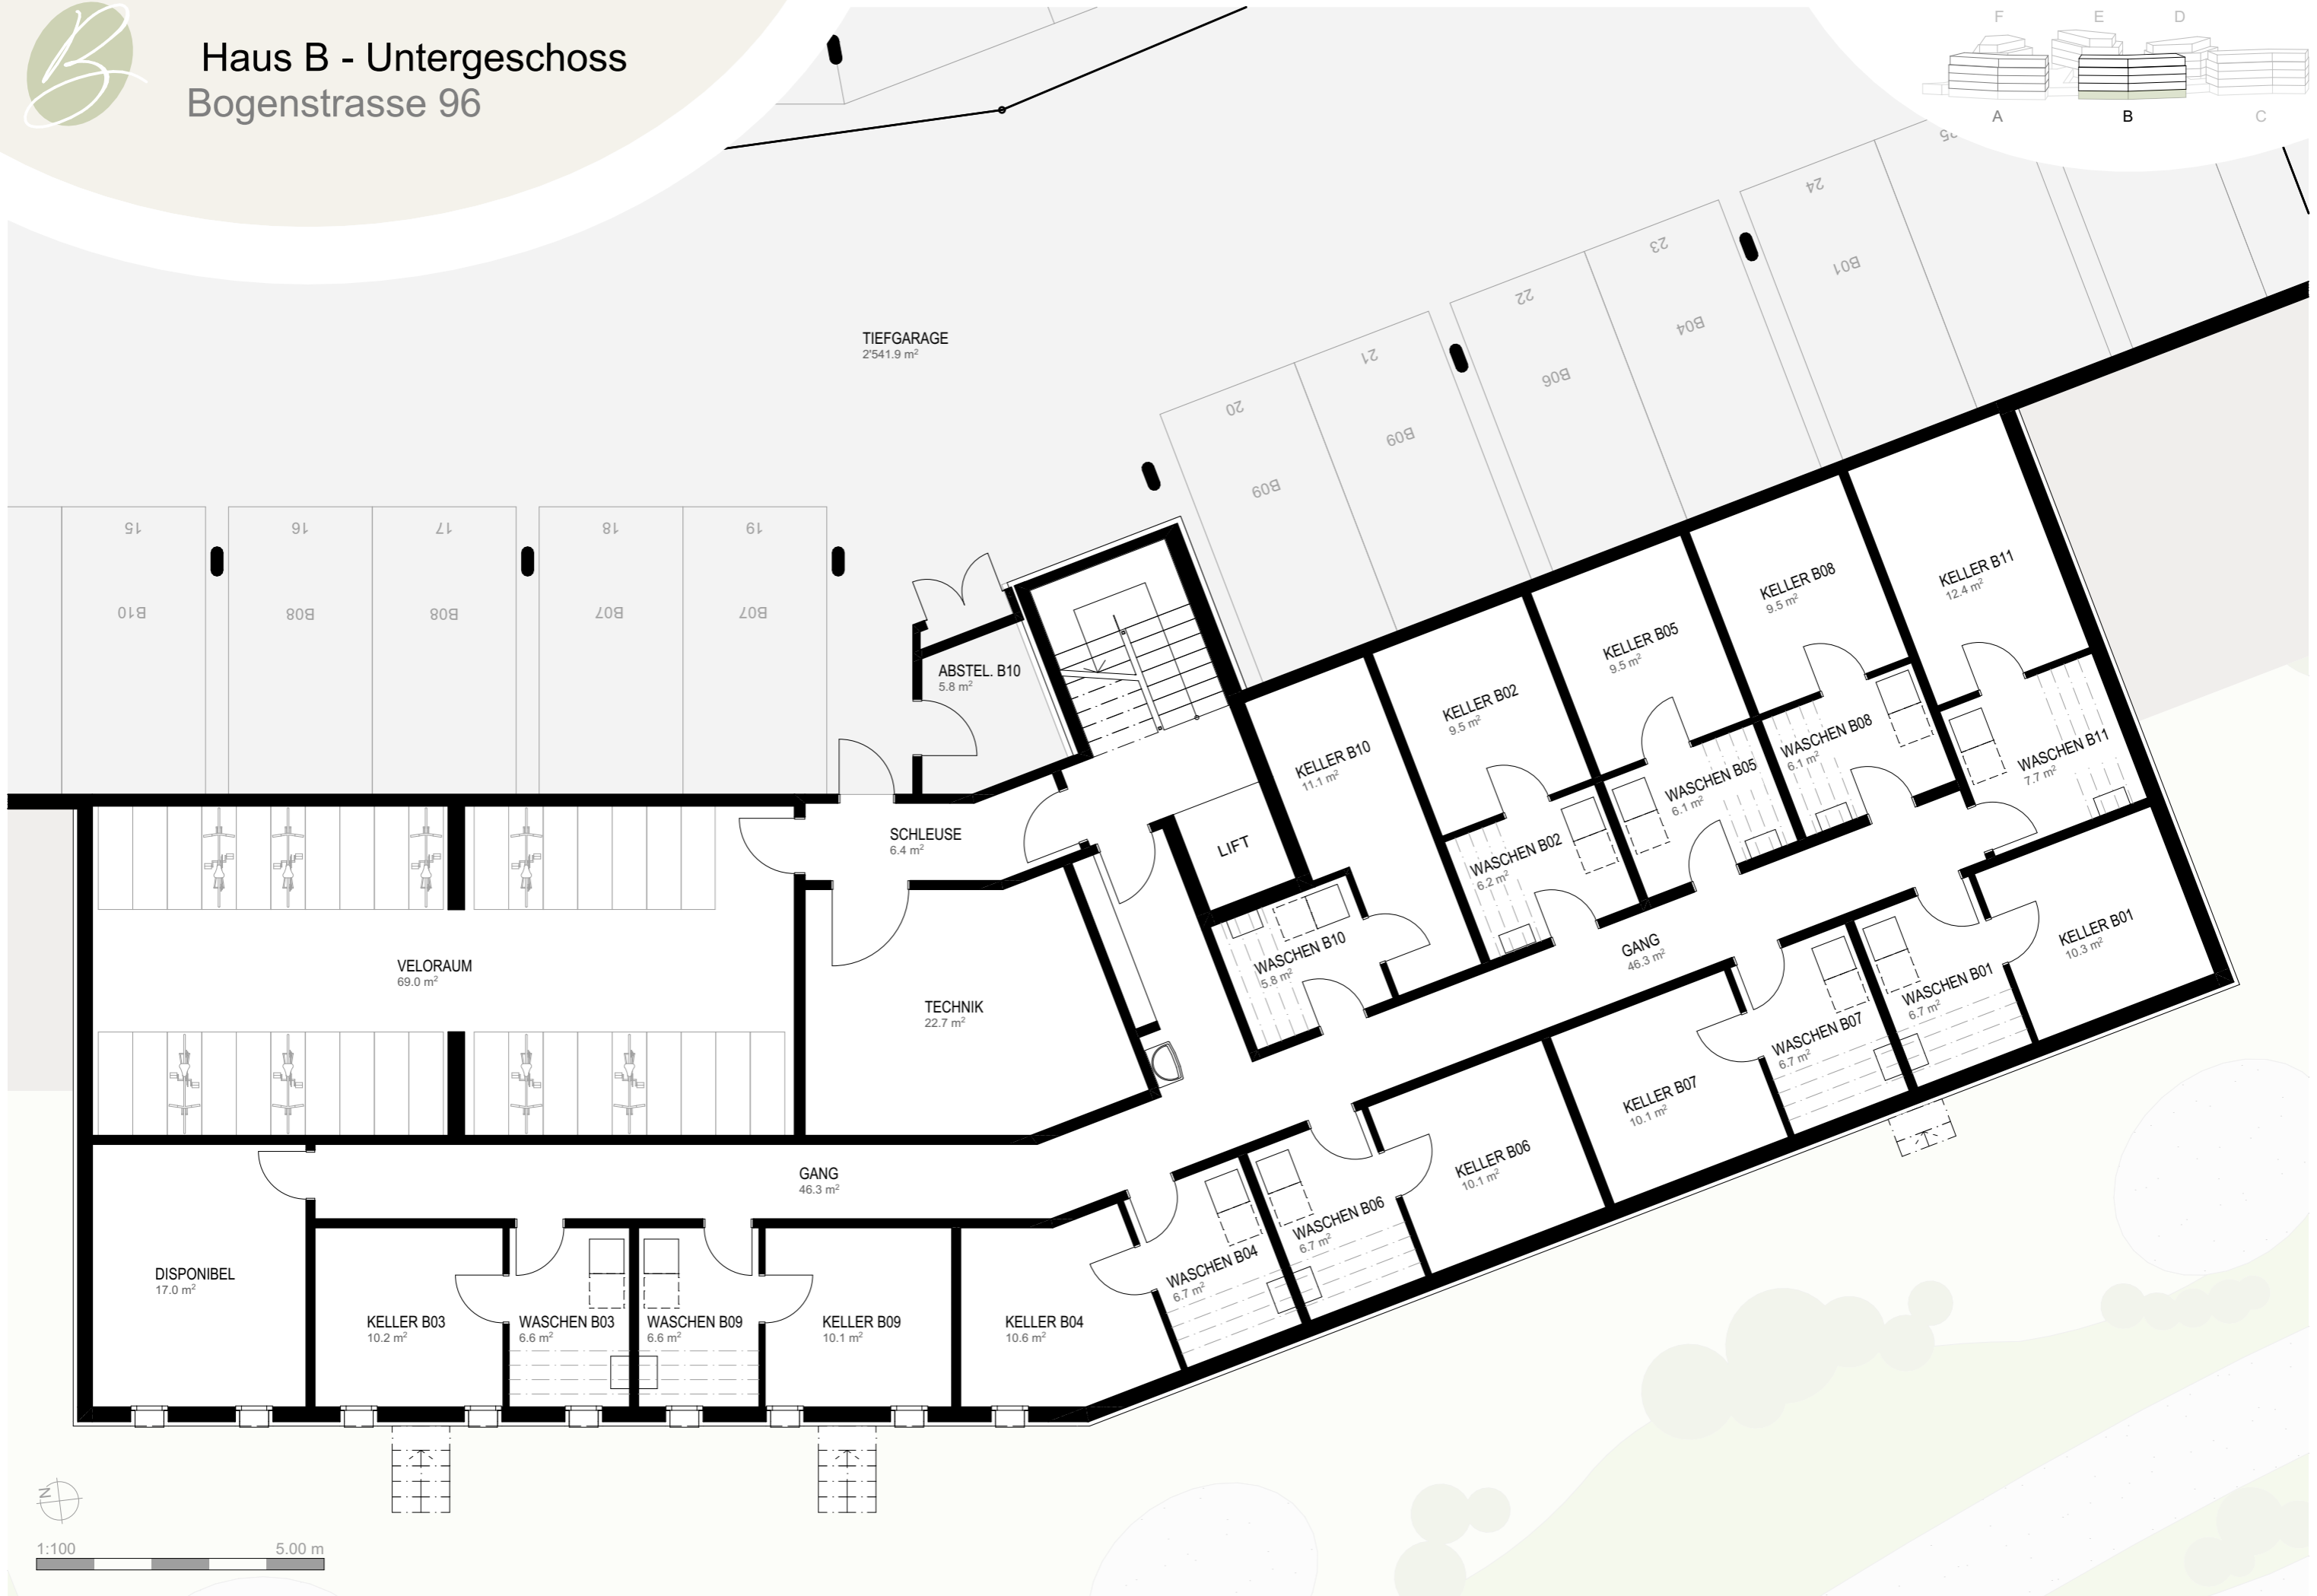 B
Haus B - Untergeschoss
Bogenstrasse 96
F E D
A B C
TIEFGARAGE
2'541.9 m²
24
B01
23
B04
22
B06
21
B09
20
B09
15
B10
16
B08
17
B08
18
B07
19
B07
ABSTEL. B10
5.8 m²
KELLER B11
12.4 m²
KELLER B08
9.5 m²
KELLER B05
9.5 m²
KELLER B02
9.5 m²
KELLER B10
11.1 m²
WASCHEN B11
7.7 m²
WASCHEN B08
6.1 m²
WASCHEN B05
6.1 m²
WASCHEN B02
6.2 m²
WASCHEN B10
5.8 m²
LIFT
SCHLEUSE
6.4 m²
VELORAUM
69.0 m²
TECHNIK
22.7 m²
GANG
46.3 m²
KELLER B01
10.3 m²
WASCHEN B01
6.7 m²
WASCHEN B07
6.7 m²
KELLER B07
10.1 m²
KELLER B06
10.1 m²
WASCHEN B06
6.7 m²
WASCHEN B04
6.7 m²
GANG
46.3 m²
DISPONIBEL
17.0 m²
KELLER B03
10.2 m²
WASCHEN B03
6.6 m²
WASCHEN B09
6.6 m²
KELLER B09
10.1 m²
KELLER B04
10.6 m²
N
1:100 5.00 m